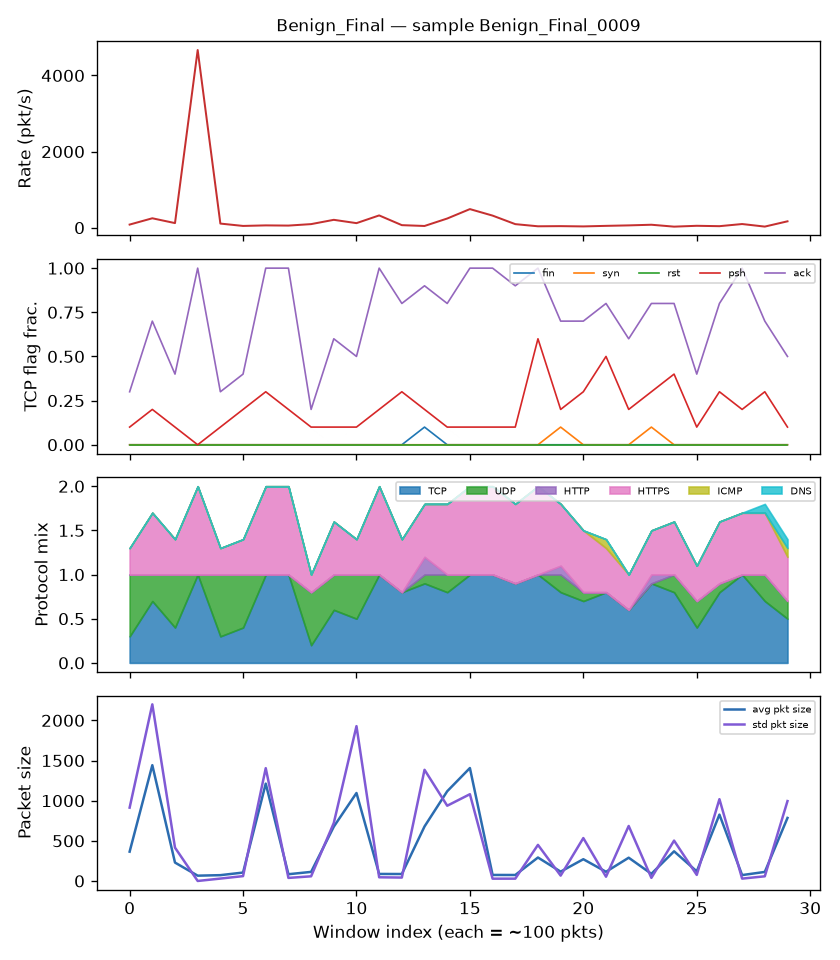 Benign_Final — sample Benign_Final_0009
Rate (pkt/s)
4000
2000
0
TCP flag frac.
1.00
0.75
0.50
0.25
0.00
fin syn rst psh ack
Protocol mix
2.0
1.5
1.0
0.5
0.0
TCP UDP HTTP HTTPS ICMP DNS
Packet size
2000
1500
1000
500
0
avg pkt size
std pkt size
0 5 10 15 20 25 30
Window index (each = ~100 pkts)